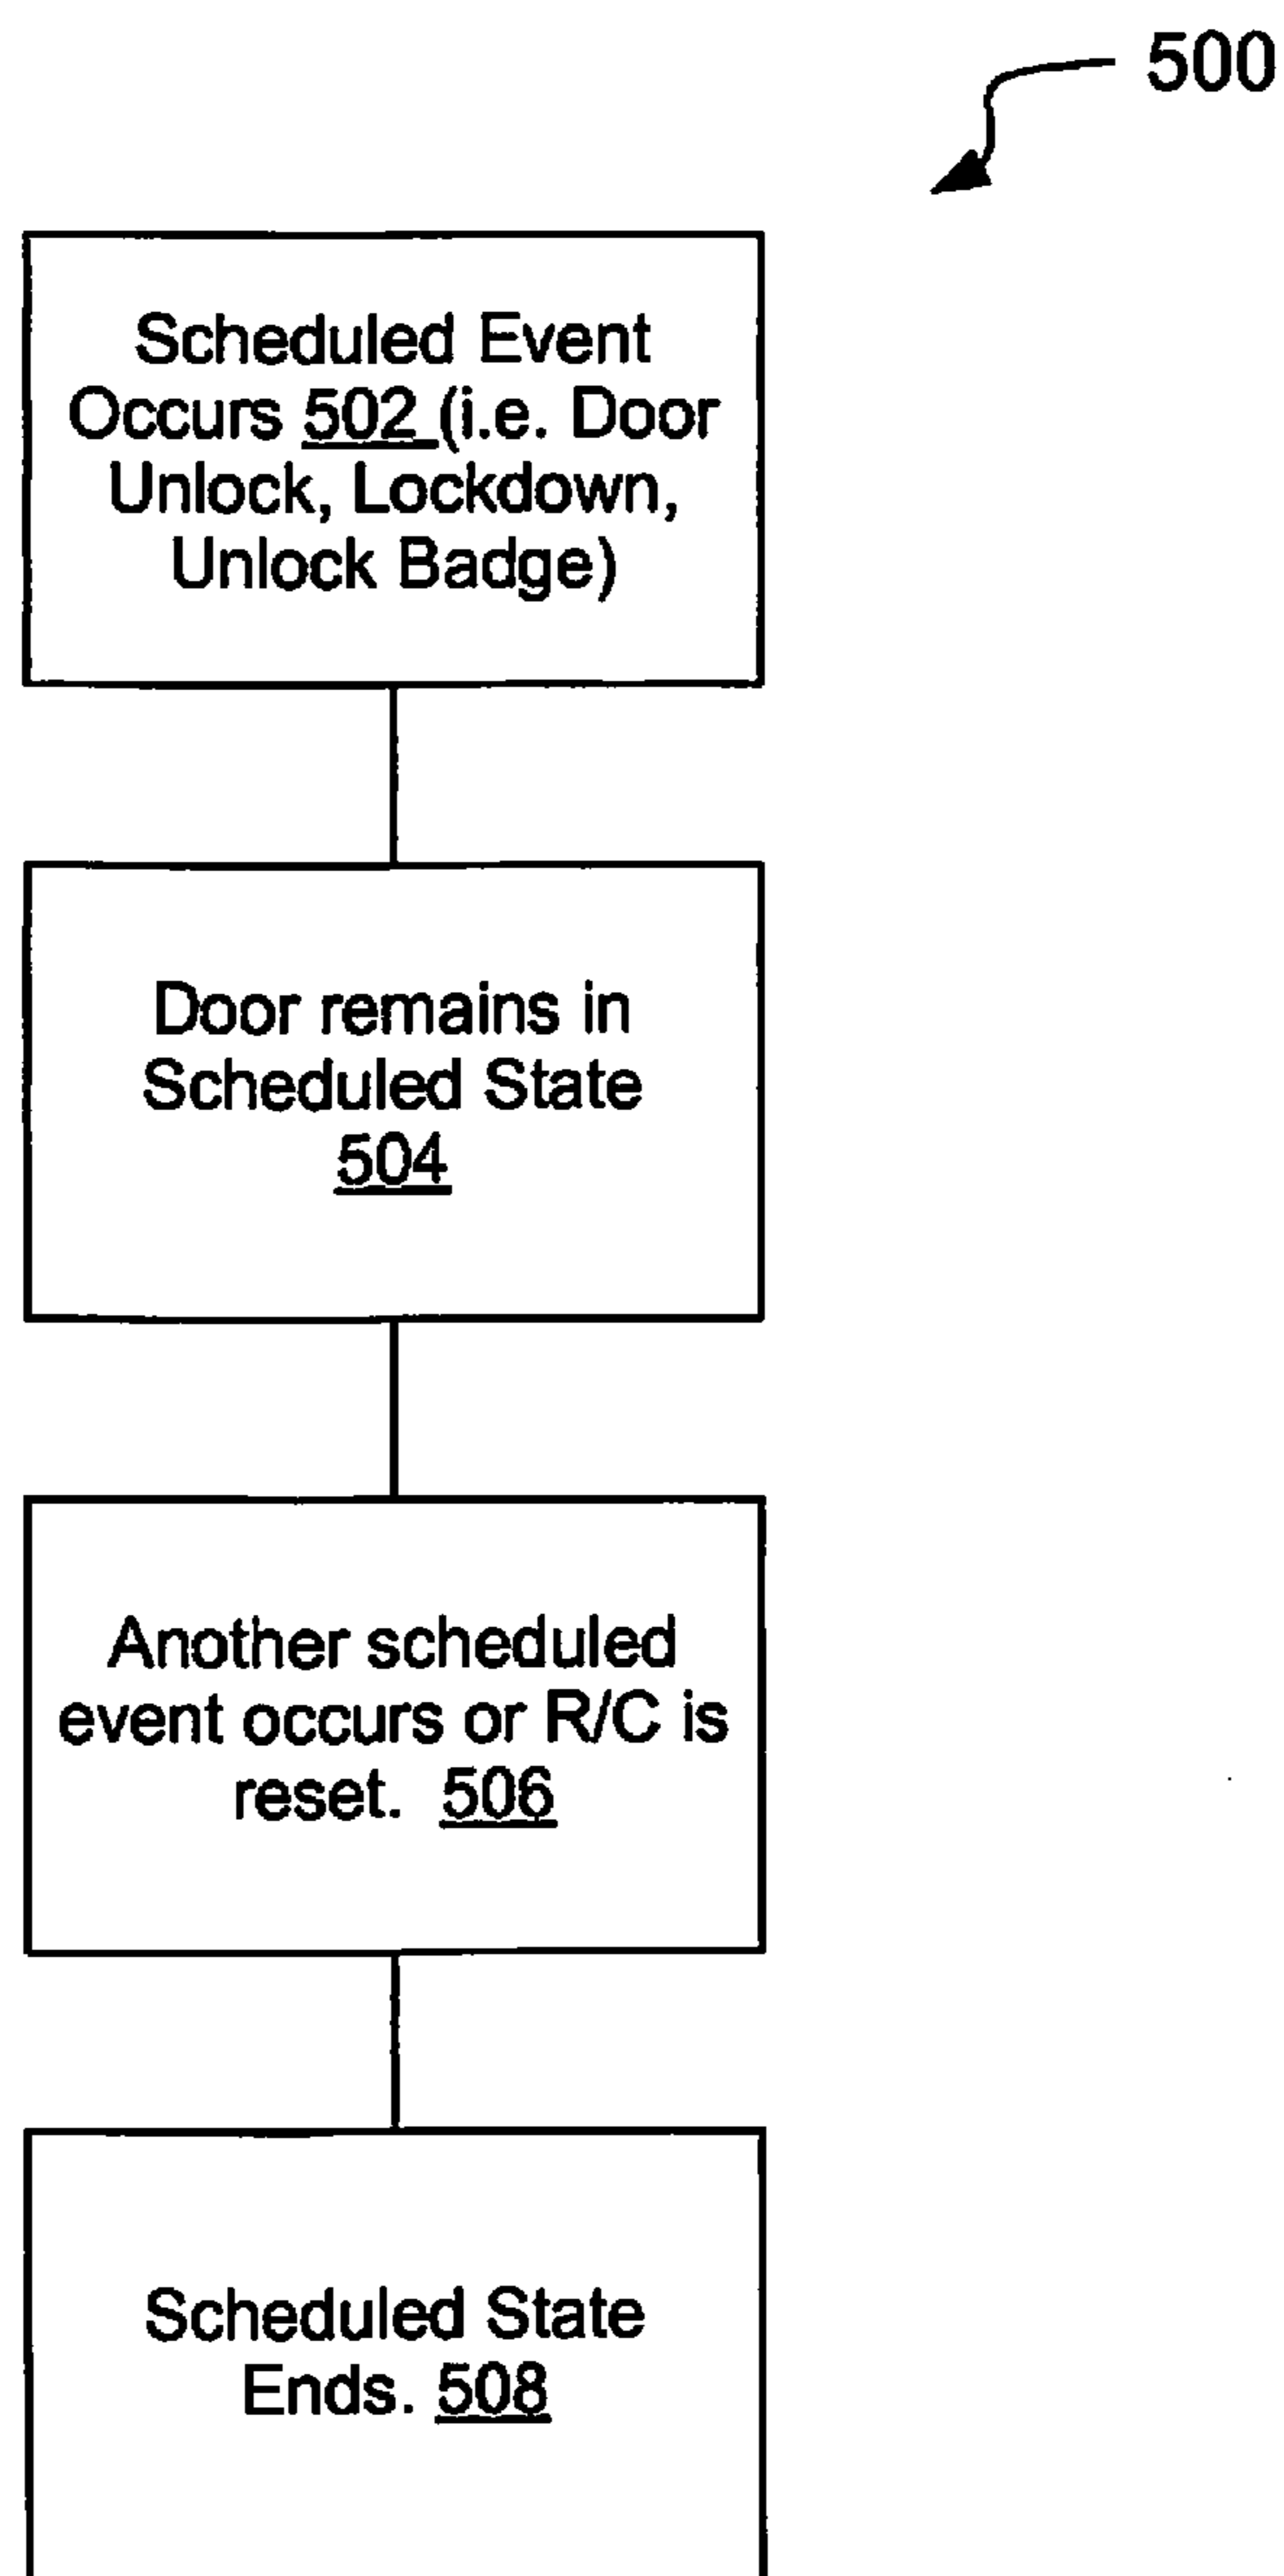 500
Scheduled Event
Occurs 502 (i.e. Door
Unlock, Lockdown,
Unlock Badge)
Door remains in
Scheduled State
504
Another scheduled
event occurs or R/C is
reset. 506
Scheduled State
Ends. 508